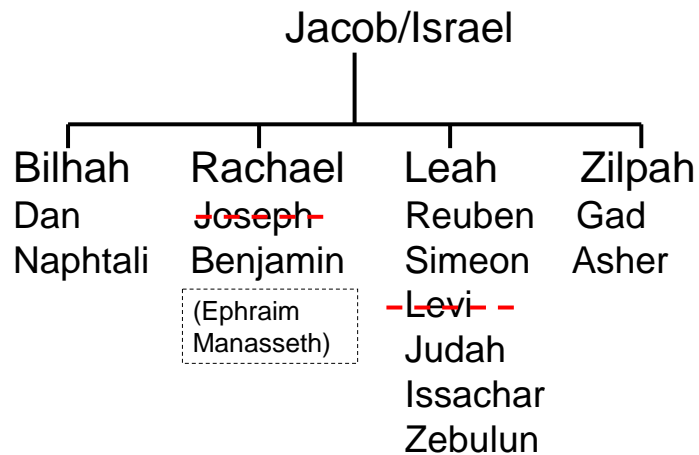 Jacob/Israel
Bilhah
Dan
Naphtali
Rachael
Joseph
Benjamin
(Ephraim
Manasseth)
Leah
Reuben
Simeon
Levi
Judah
Issachar
Zebulun
Zilpah
Gad
Asher